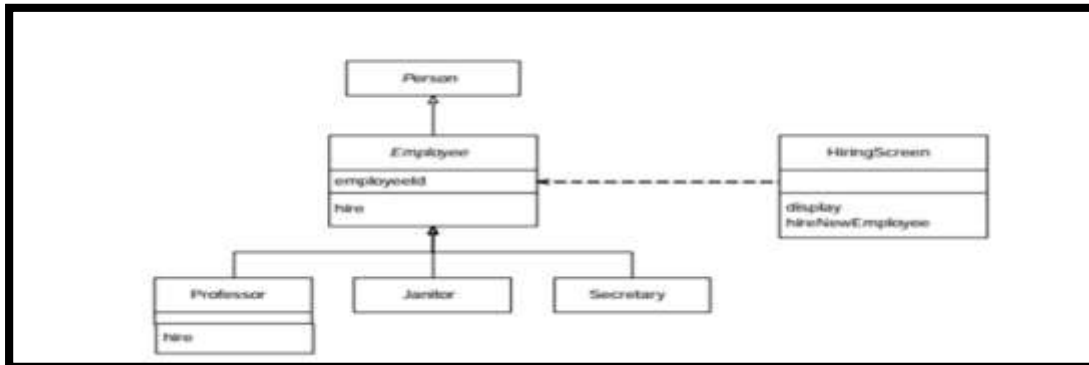 Person
Employee
employeeId
hire
HiringScreen
display
hireNewEmployee
Professor
hire
Janitor
Secretary